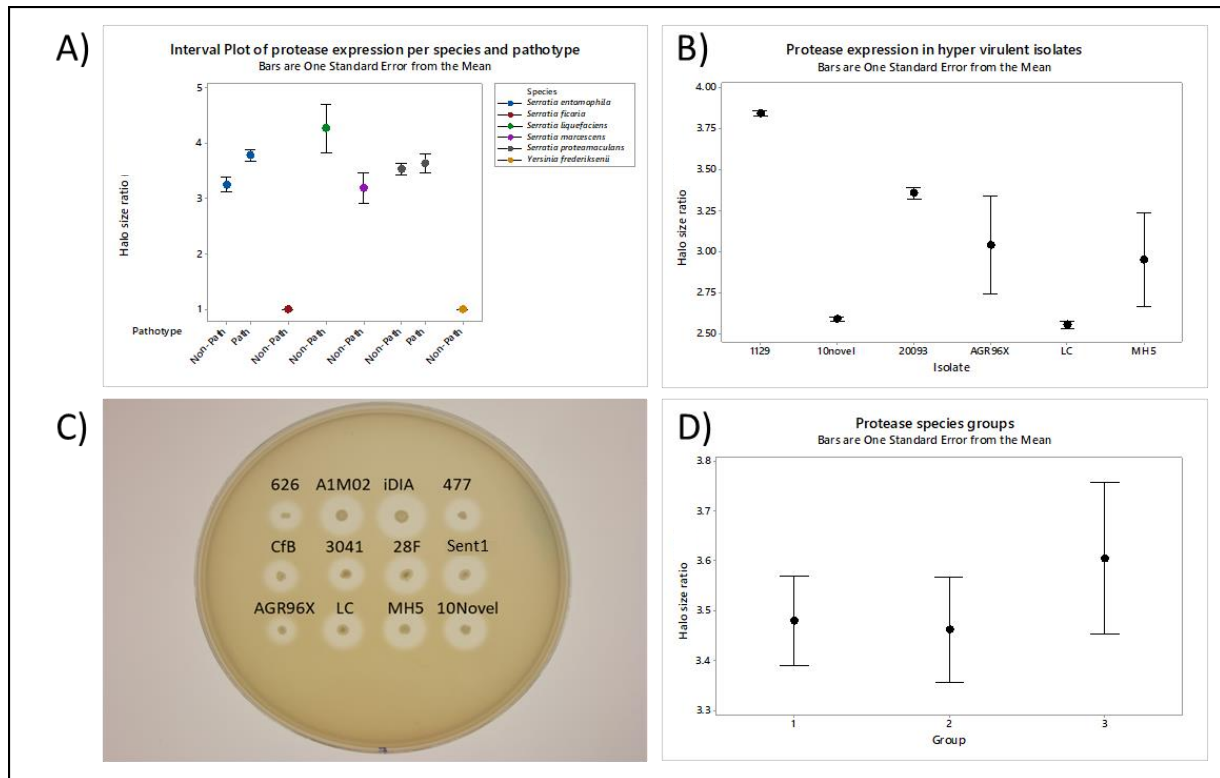 A)
Interval Plot of protease expression per species and pathotype
Bars are One Standard Error from the Mean
5
4
3
2
1
Halo size ratio
Species
Serratia entamophila
Serratia ficaria
Serratia liquefaciens
Serratia marcescens
Serratia proteamaculans
Yersinia frederiksenii
Pathotype
Non-Path
Path
Non-Path
Non-Path
Non-Path
Non-Path
Path
Non-Path
B)
Protease expression in hyper virulent isolates
Bars are One Standard Error from the Mean
4.00
3.75
3.50
3.25
3.00
2.75
2.50
Halo size ratio
1129 10novel 20093 AGR96X LC MH5
Isolate
C)
626 A1M02 iDIA 477
CfB 3041 28F Sent1
AGR96X LC MH5 10Novel
D)
Protease species groups
Bars are One Standard Error from the Mean
3.8
3.7
3.6
3.5
3.4
3.3
Halo size ratio
1 2 3
Group